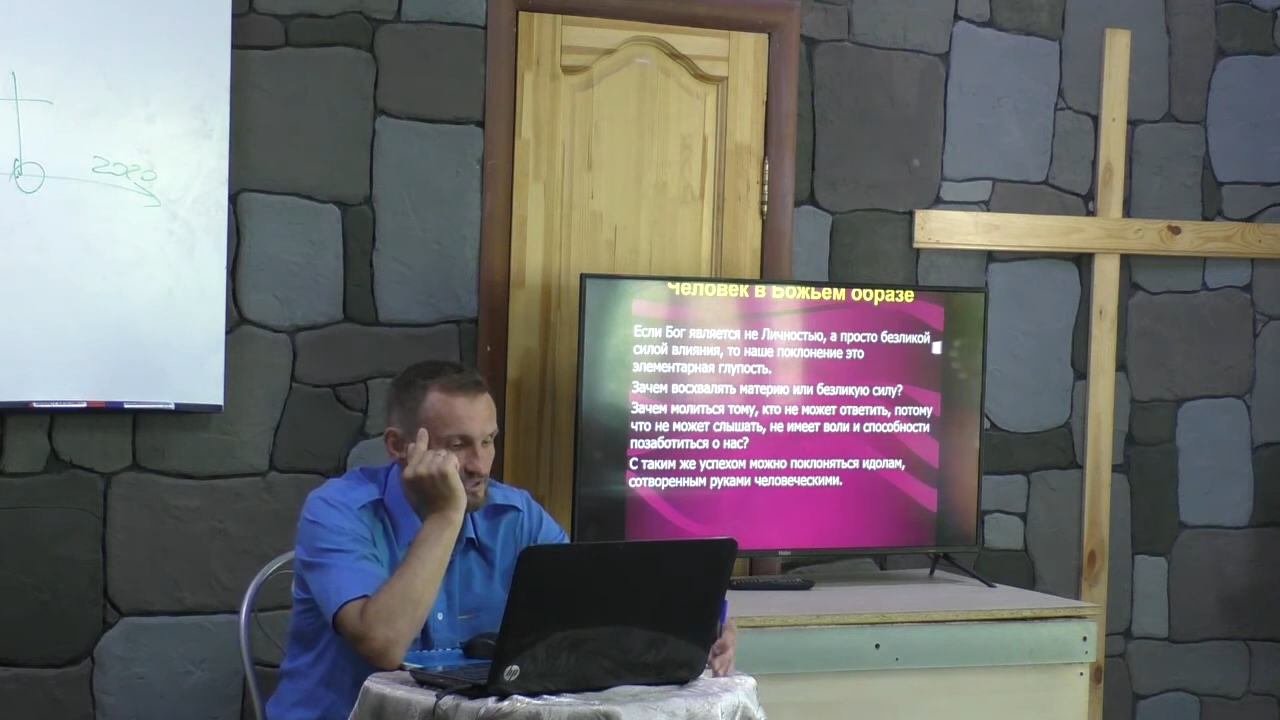 2020
Человек в Божьем образе
Если Бог является не Личностью, а просто безликой
силой влияния, то наше поклонение это
элементарная глупость.
Зачем восхвалять материю или безликую силу?
Зачем молиться тому, кто не может ответить, потому
что не может слышать, не имеет воли и способности
позаботиться о нас?
С таким же успехом можно поклоняться идолам,
сотворенным руками человеческими.
Haier
hp